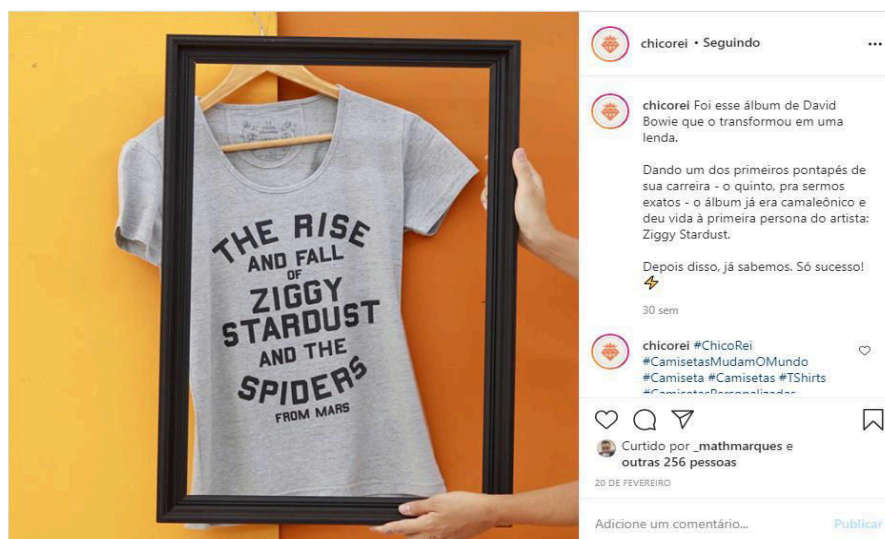 THE RISE
AND FALL
OF
ZIGGY
STARDUST
AND THE
SPIDERS
FROM MARS
chicorei • Seguindo
chicorei Foi esse álbum de David
Bowie que o transformou em uma
lenda.
Dando um dos primeiros pontapés de
sua carreira - o quinto, pra sermos
exatos - o álbum já era camaleônico e
deu vida à primeira persona do artista:
Ziggy Stardust.
Depois disso, já sabemos. Só sucesso!
⚡
30 sem
chicorei #ChicoRei
#CamisetasMudamOMundo
#Camiseta #Camisetas #TShirts
#CamisetasPersonalizadas
Curtido por _mathmarques e
outras 256 pessoas
20 DE FEVEREIRO
Adicione um comentário...
Publicar